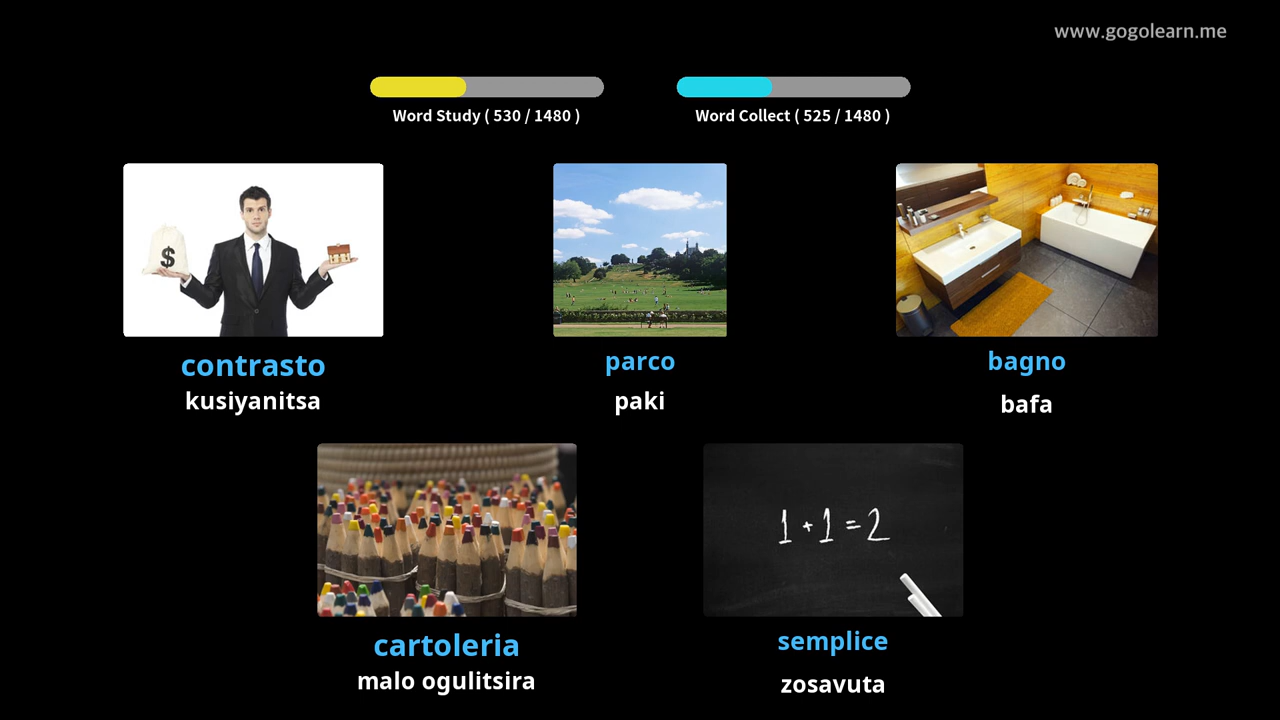 www.gogolearn.me
Word Study ( 530 / 1480 )
Word Collect ( 525 / 1480 )
$
contrasto
kusiyanitsa
parco
paki
bagno
bafa
1 + 1 = 2
cartoleria
malo ogulitsira
semplice
zosavuta